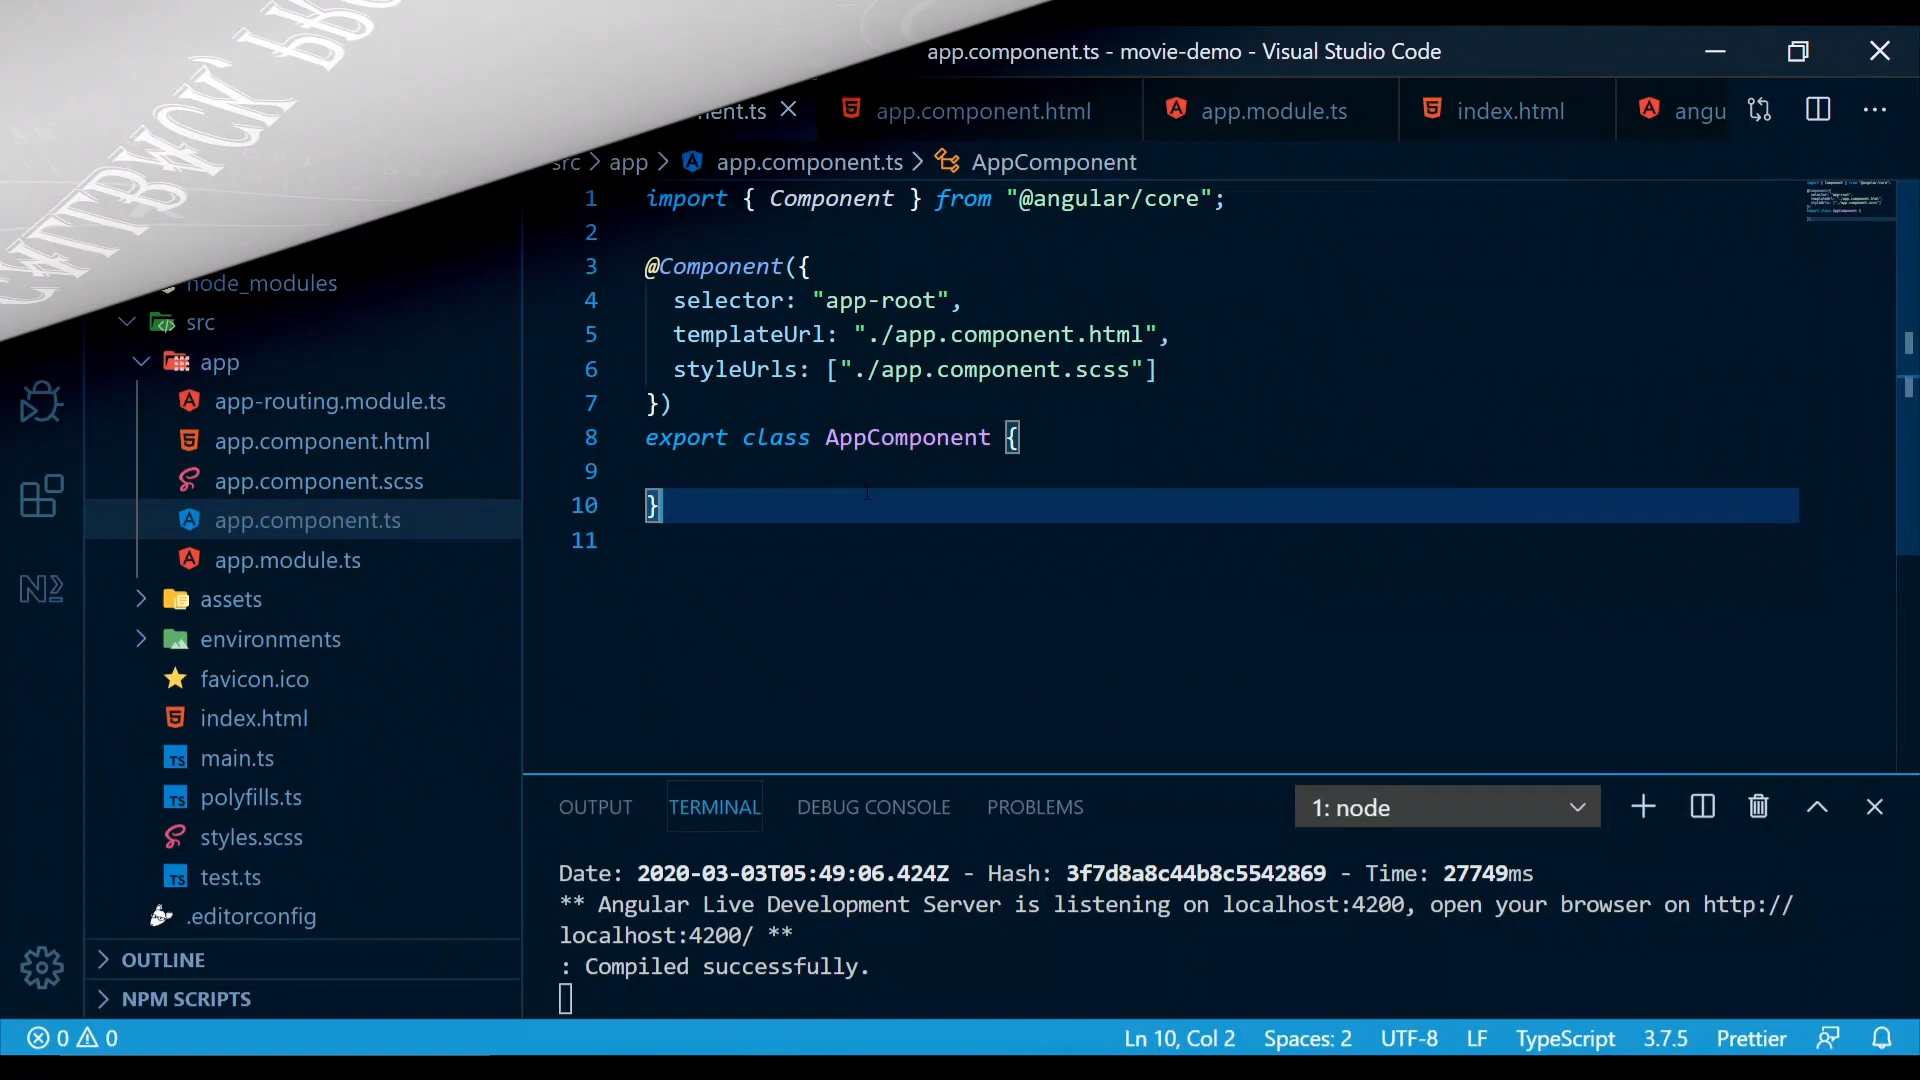 app.component.ts - movie-demo - Visual Studio Code
nent.ts
app.component.html
app.module.ts
index.html
angu
src > app > app.component.ts > AppComponent
node_modules
src
app
app-routing.module.ts
app.component.html
app.component.scss
app.component.ts
app.module.ts
assets
environments
favicon.ico
index.html
main.ts
polyfills.ts
styles.scss
test.ts
.editorconfig
OUTLINE
NPM SCRIPTS
1 import { Component } from "@angular/core";
2
3 @Component({
4 selector: "app-root",
5 templateUrl: "./app.component.html",
6 styleUrls: ["./app.component.scss"]
7 })
8 export class AppComponent {
9
10 }
11
OUTPUT TERMINAL DEBUG CONSOLE PROBLEMS 1: node
Date: 2020-03-03T05:49:06.424Z - Hash: 3f7d8a8c44b8c5542869 - Time: 27749ms
** Angular Live Development Server is listening on localhost:4200, open your browser on http://
localhost:4200/ **
: Compiled successfully.
0 0 Ln 10, Col 2 Spaces: 2 UTF-8 LF TypeScript 3.7.5 Prettier